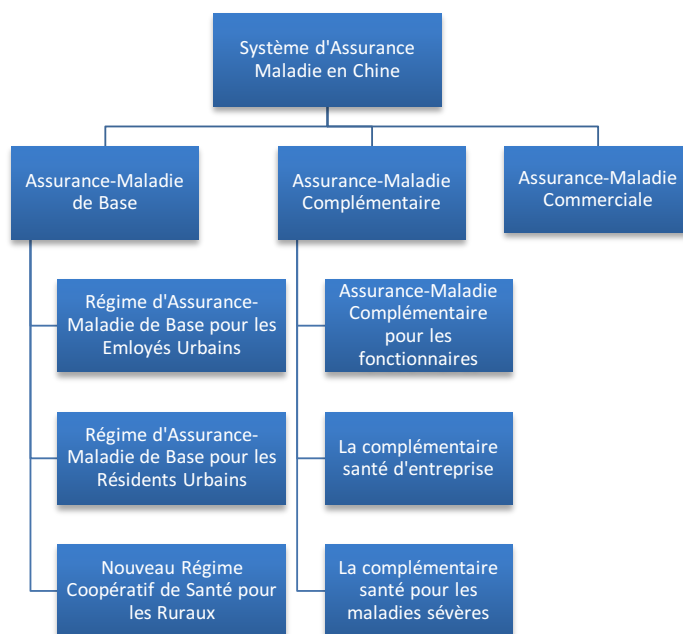 Système d'Assurance
Maladie en Chine
Assurance-Maladie
de Base
Assurance-Maladie
Complémentaire
Assurance-Maladie
Commerciale
Régime d'Assurance-
Maladie de Base pour les
Emloyés Urbains
Régime d'Assurance-
Maladie de Base pour les
Résidents Urbains
Nouveau Régime
Coopératif de Santé pour
les Ruraux
Assurance-Maladie
Complémentaire
pour les
fonctionnaires
La complémentaire
santé d'entreprise
La complémentaire
santé pour les
maladies sévères